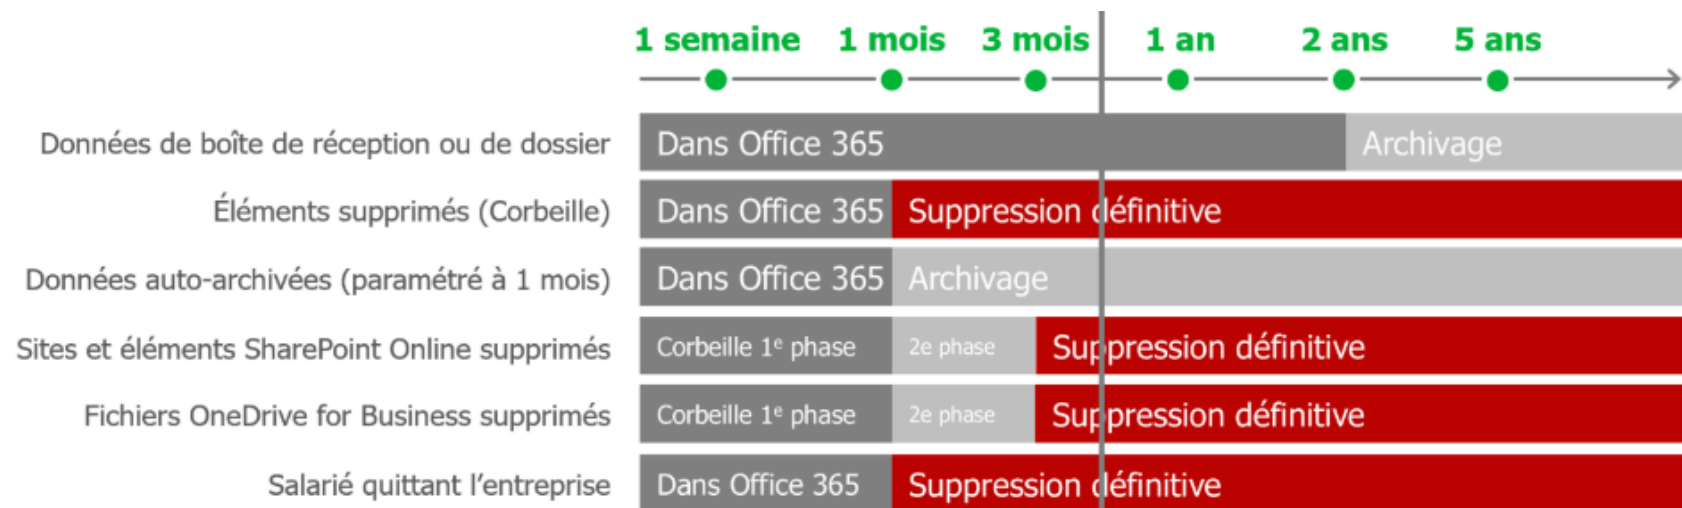 1 semaine 1 mois 3 mois 1 an 2 ans 5 ans
Données de boîte de réception ou de dossier Dans Office 365 Archivage
Éléments supprimés (Corbeille) Dans Office 365 Suppression définitive
Données auto-archivées (paramétré à 1 mois) Dans Office 365 Archivage
Sites et éléments SharePoint Online supprimés Corbeille 1ᵉ phase 2e phase Suppression définitive
Fichiers OneDrive for Business supprimés Corbeille 1ᵉ phase 2e phase Suppression définitive
Salarié quittant l’entreprise Dans Office 365 Suppression définitive